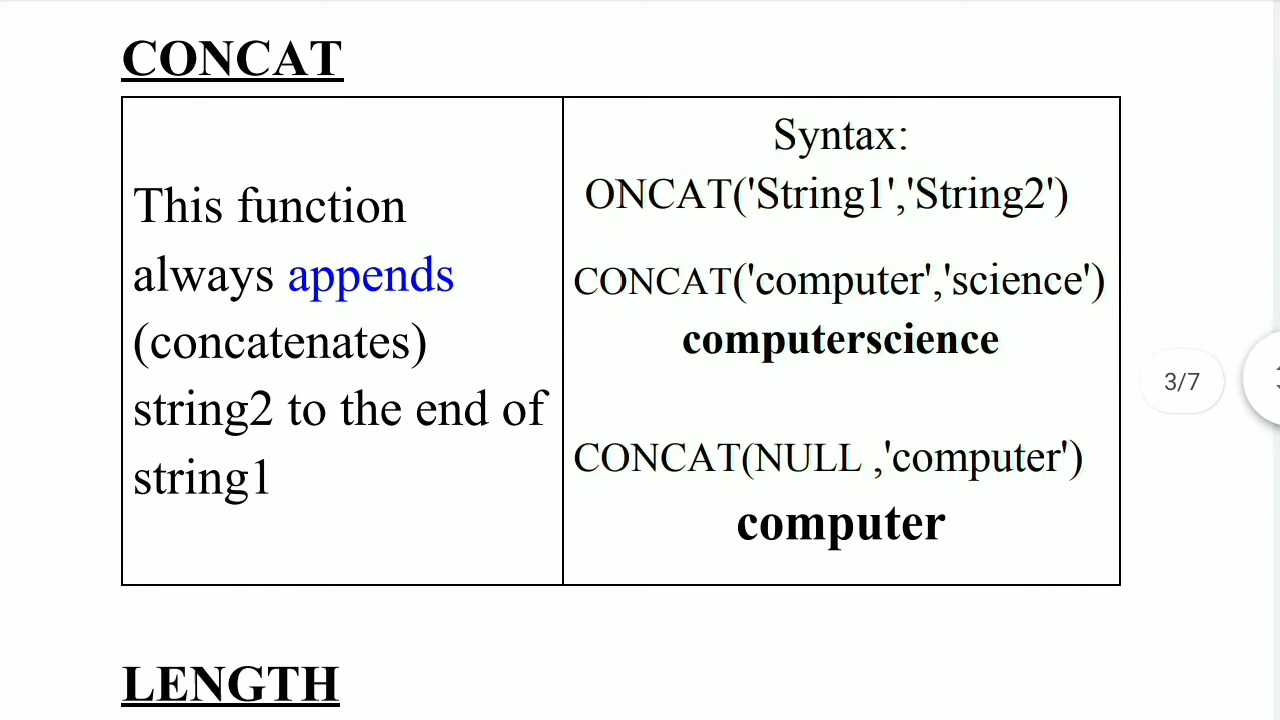 CONCAT
This function
always appends
(concatenates)
string2 to the end of
string1
Syntax:
ONCAT('String1','String2')
CONCAT('computer','science')
computerscience
CONCAT(NULL ,'computer')
computer
3/7
LENGTH